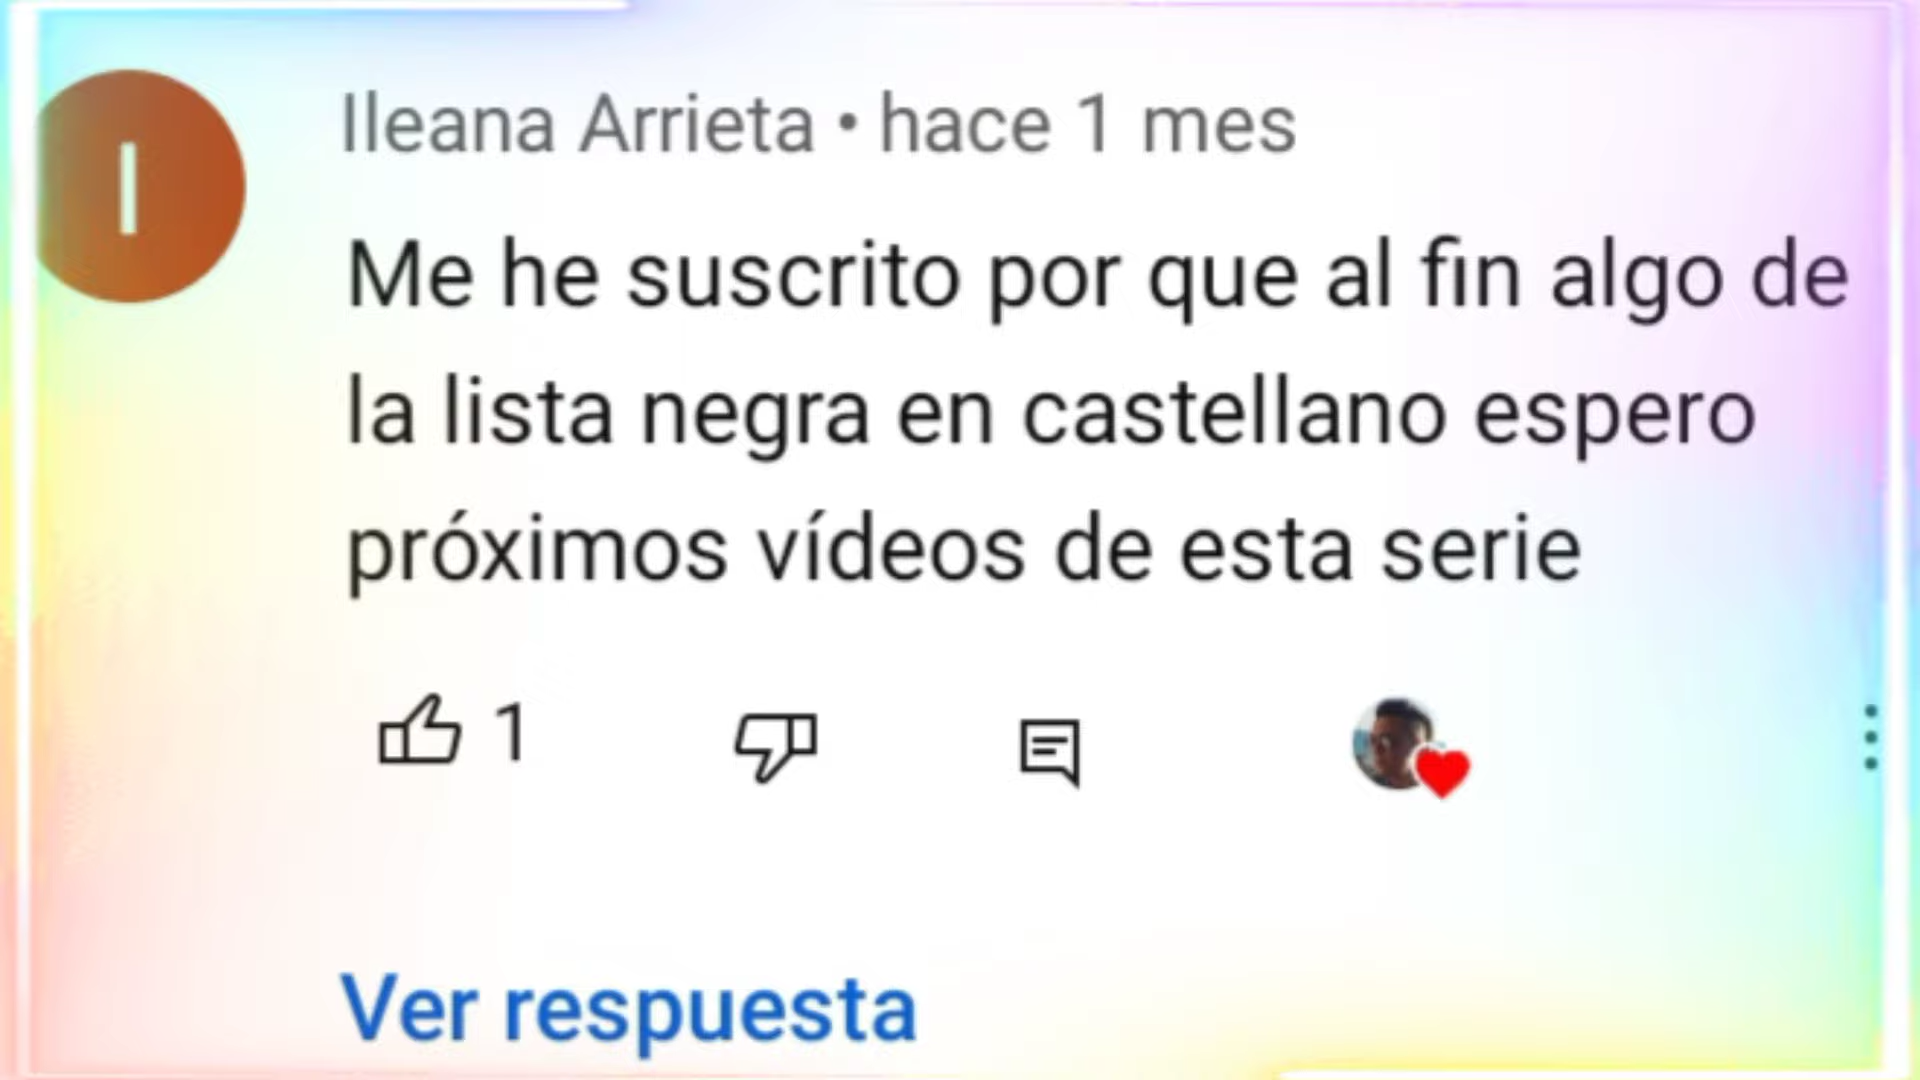 I
Ileana Arrieta • hace 1 mes
Me he suscrito por que al fin algo de
la lista negra en castellano espero
próximos vídeos de esta serie
1
Ver respuesta